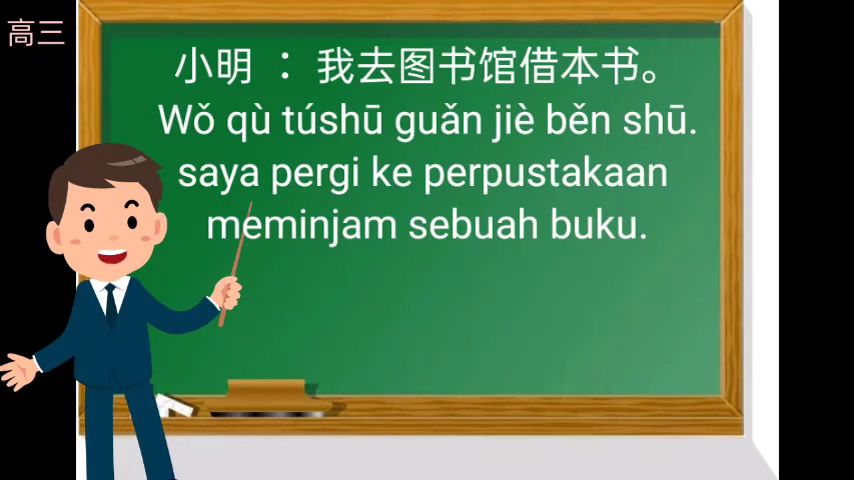 高三
小明 ： 我去图书馆借本书。
Wǒ qù túshū guǎn jiè běn shū.
saya pergi ke perpustakaan
meminjam sebuah buku.